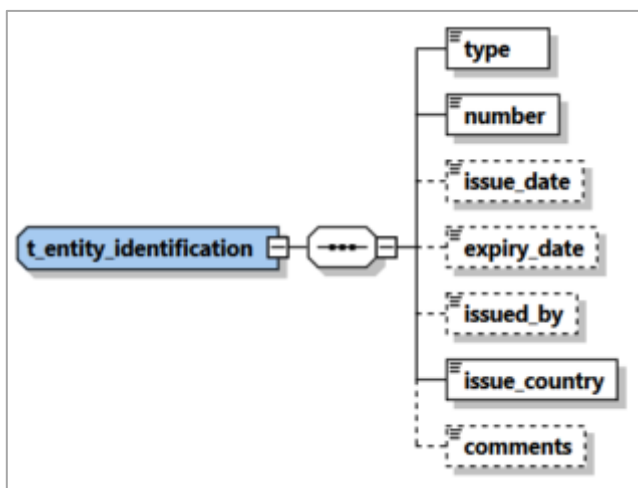 type
number
issue_date
t_entity_identification
expiry_date
issued_by
issue_country
comments